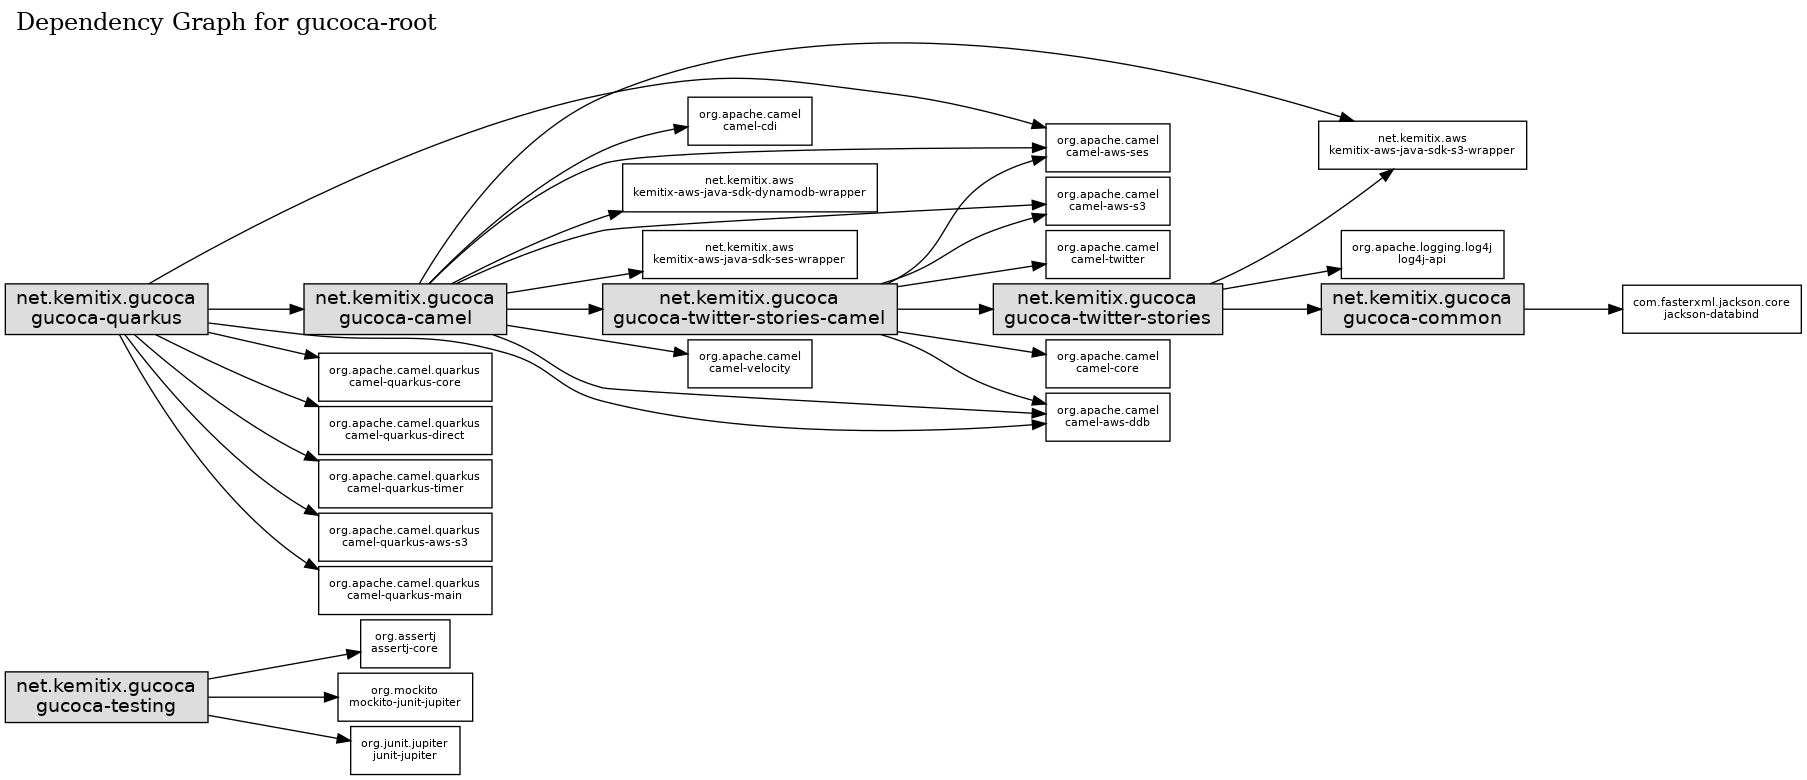 Dependency Graph for gucoca-root
org.apache.camel
camel-cdi
net.kemitix.aws
kemitix-aws-java-sdk-s3-wrapper
org.apache.camel
camel-aws-ses
net.kemitix.aws
kemitix-aws-java-sdk-dynamodb-wrapper
org.apache.camel
camel-aws-s3
net.kemitix.aws
kemitix-aws-java-sdk-ses-wrapper
org.apache.camel
camel-twitter
org.apache.logging.log4j
log4j-api
net.kemitix.gucoca
gucoca-quarkus
net.kemitix.gucoca
gucoca-camel
net.kemitix.gucoca
gucoca-twitter-stories-camel
net.kemitix.gucoca
gucoca-twitter-stories
net.kemitix.gucoca
gucoca-common
com.fasterxml.jackson.core
jackson-databind
org.apache.camel
camel-velocity
org.apache.camel
camel-core
org.apache.camel.quarkus
camel-quarkus-core
org.apache.camel
camel-aws-ddb
org.apache.camel.quarkus
camel-quarkus-direct
org.apache.camel.quarkus
camel-quarkus-timer
org.apache.camel.quarkus
camel-quarkus-aws-s3
org.apache.camel.quarkus
camel-quarkus-main
org.assertj
assertj-core
net.kemitix.gucoca
gucoca-testing
org.mockito
mockito-junit-jupiter
org.junit.jupiter
junit-jupiter